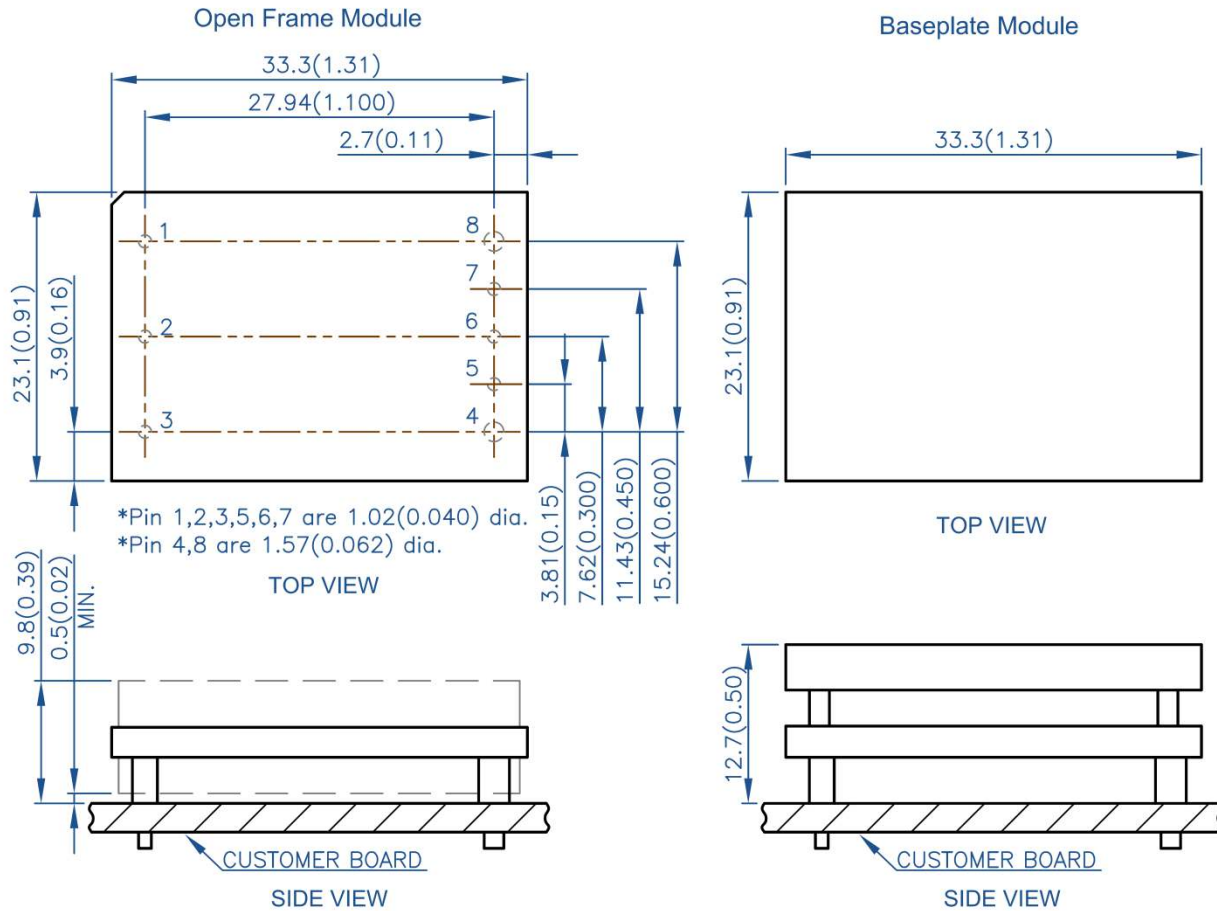 Open Frame Module
Baseplate Module
33.3(1.31)
27.94(1.100)
2.7(0.11)
33.3(1.31)
23.1(0.91)
3.9(0.16)
1
2
3
8
7
6
5
4
23.1(0.91)
3.81(0.15)
7.62(0.300)
11.43(0.450)
15.24(0.600)
*Pin 1,2,3,5,6,7 are 1.02(0.040) dia.
*Pin 4,8 are 1.57(0.062) dia.
TOP VIEW
TOP VIEW
9.8(0.39)
0.5(0.02)
MIN.
12.7(0.50)
CUSTOMER BOARD
CUSTOMER BOARD
SIDE VIEW
SIDE VIEW